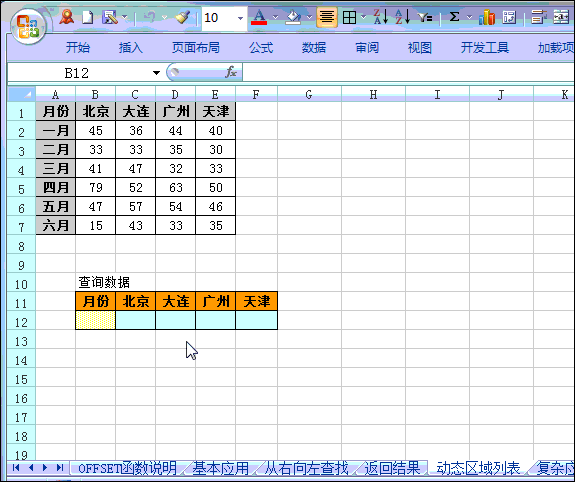 10
A
Σ
开始 插入 页面布局 公式 数据 审阅 视图 开发工具 加载项
B12 fx
A B C D E F G H I J K
1 月份 北京 大连 广州 天津
2 一月 45 36 44 40
3 二月 33 33 35 30
4 三月 41 47 32 33
5 四月 79 52 63 50
6 五月 47 57 54 46
7 六月 15 43 33 35
8
9
10 查询数据
11 月份 北京 大连 广州 天津
12
13
14
15
16
17
18
19
OFFSET函数说明 基本应用 从右向左查找 返回结果 动态区域列表 复杂应